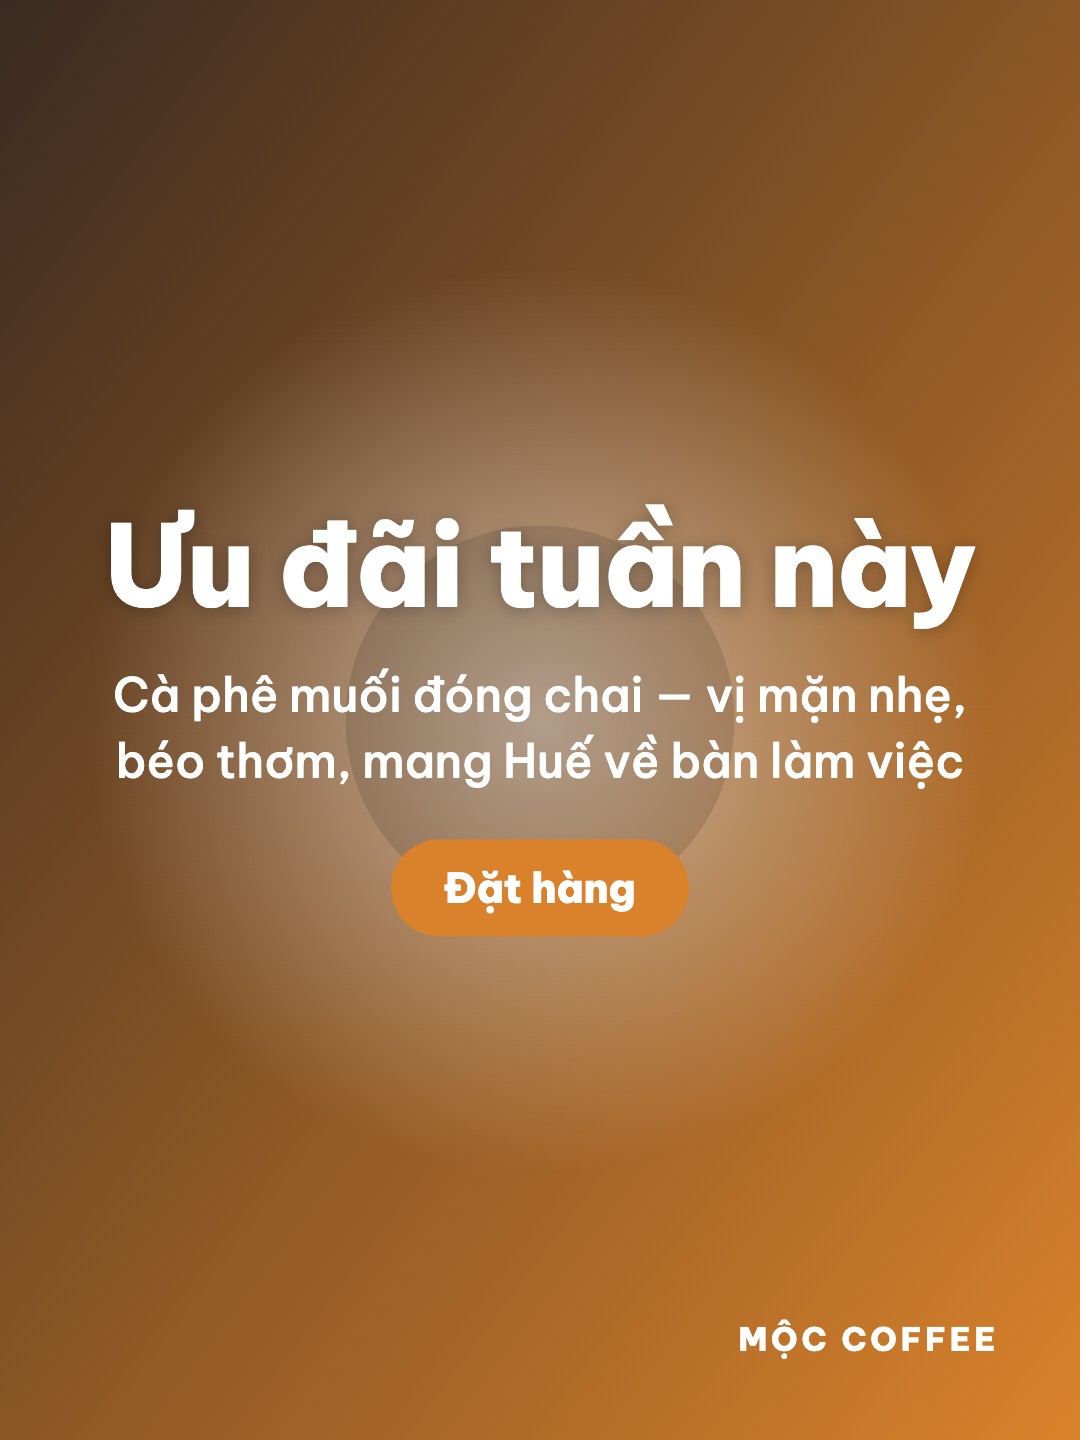 Ưu đãi tuần này
Cà phê muối đóng chai — vị mặn nhẹ,
béo thơm, mang Huế về bàn làm việc
Đặt hàng
MỘC COFFEE